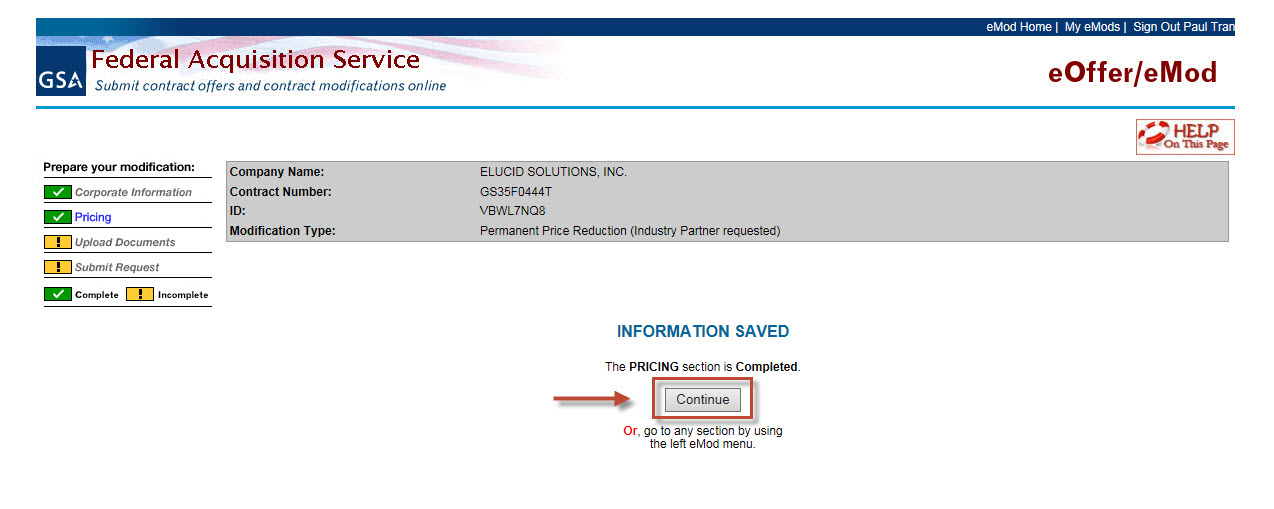 eMod Home | My eMods | Sign Out Paul Tran
GSA
Federal Acquisition Service
Submit contract offers and contract modifications online
eOffer/eMod
HELP
On This Page
Prepare your modification:
Corporate Information
Pricing
Upload Documents
Submit Request
Complete Incomplete
Company Name: ELUCID SOLUTIONS, INC.
Contract Number: GS35F0444T
ID: VBWL7NQ8
Modification Type: Permanent Price Reduction (Industry Partner requested)
INFORMATION SAVED
The PRICING section is Completed.
Continue
Or, go to any section by using
the left eMod menu.